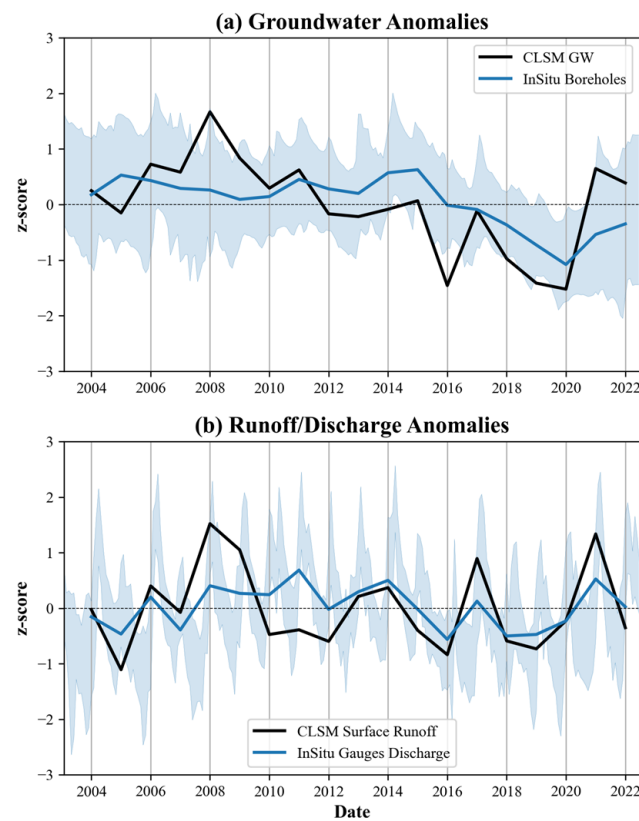 (a) Groundwater Anomalies
3
2
1
0
−1
−2
−3
z-score
CLSM GW
InSitu Boreholes
2004 2006 2008 2010 2012 2014 2016 2018 2020 2022
(b) Runoff/Discharge Anomalies
3
2
1
0
−1
−2
−3
z-score
CLSM Surface Runoff
InSitu Gauges Discharge
2004 2006 2008 2010 2012 2014 2016 2018 2020 2022
Date